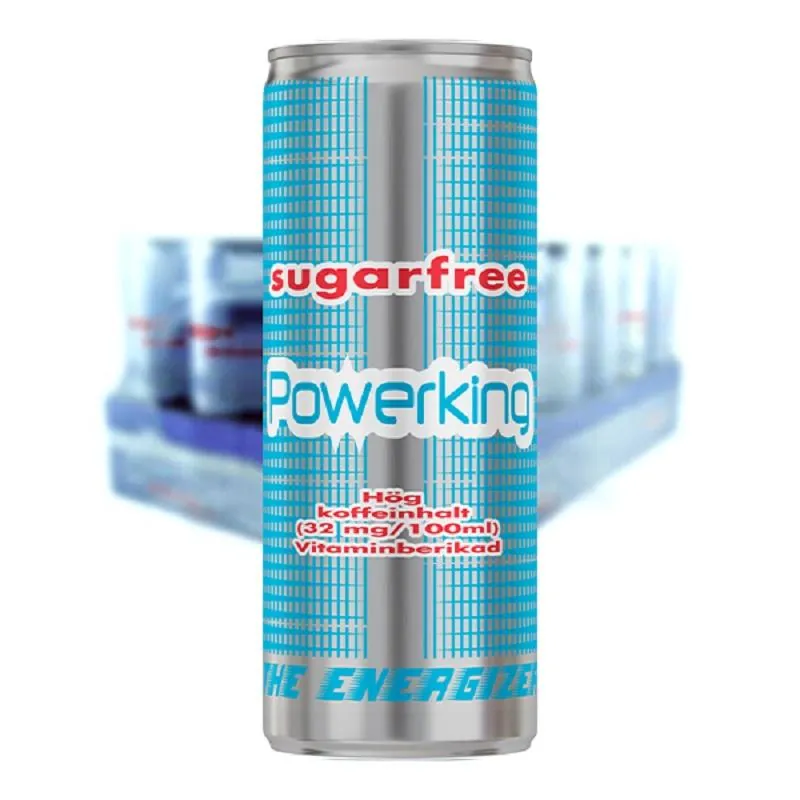 sugarfree
Powerking
Hög
koffeinhalt
(32 mg/100ml)
Vitaminberikad
THE ENERGIZER